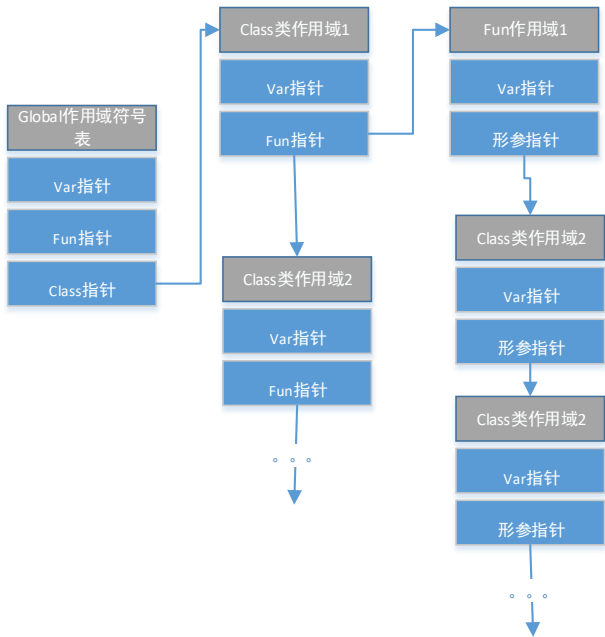 Global作用域符号
表
Var指针
Fun指针
Class指针
Class类作用域1
Var指针
Fun指针
Class类作用域2
Var指针
Fun指针
。。。
Fun作用域1
Var指针
形参指针
Class类作用域2
Var指针
形参指针
Class类作用域2
Var指针
形参指针
。。。